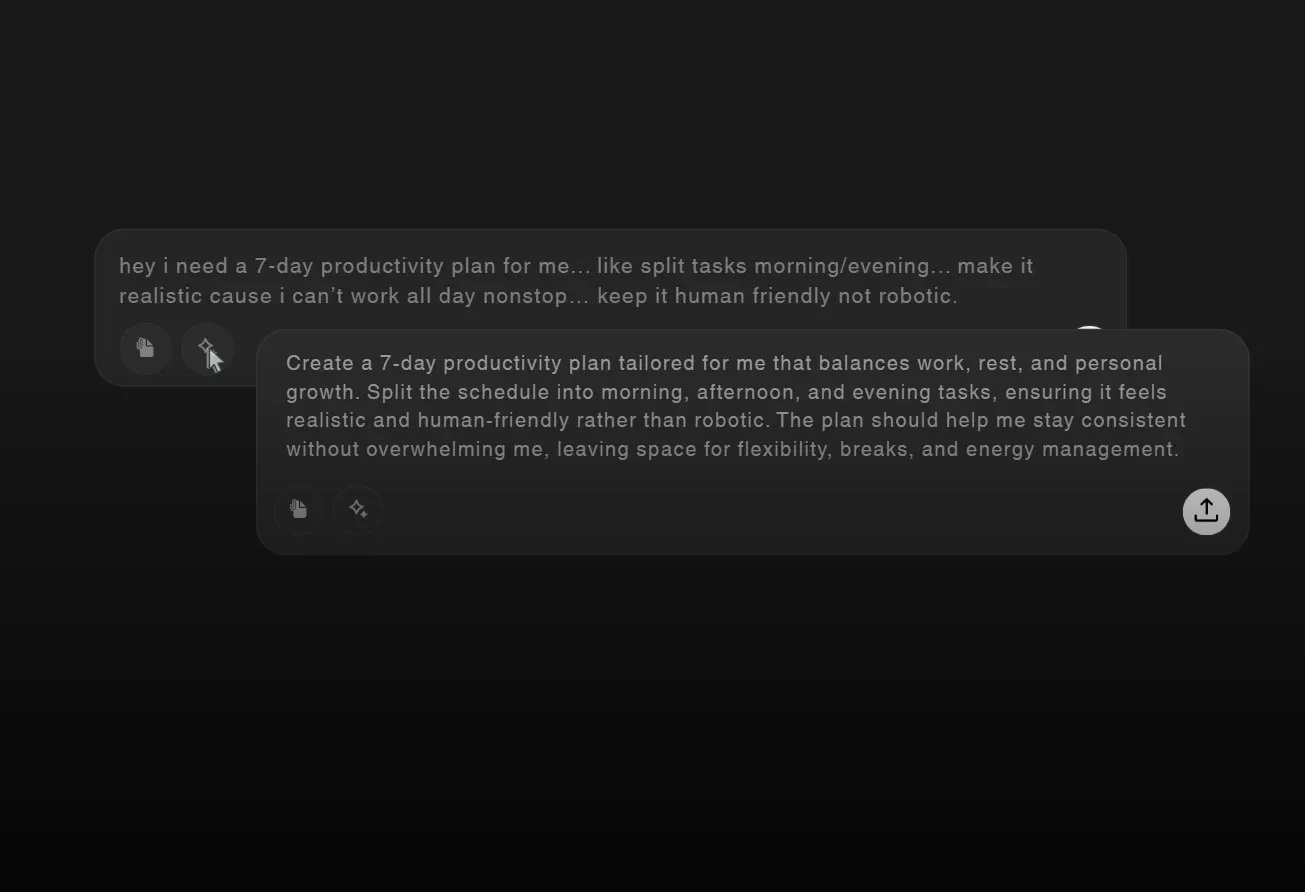 hey i need a 7-day productivity plan for me... like split tasks morning/evening... make it
realistic cause i can’t work all day nonstop... keep it human friendly not robotic.
Create a 7-day productivity plan tailored for me that balances work, rest, and personal
growth. Split the schedule into morning, afternoon, and evening tasks, ensuring it feels
realistic and human-friendly rather than robotic. The plan should help me stay consistent
without overwhelming me, leaving space for flexibility, breaks, and energy management.